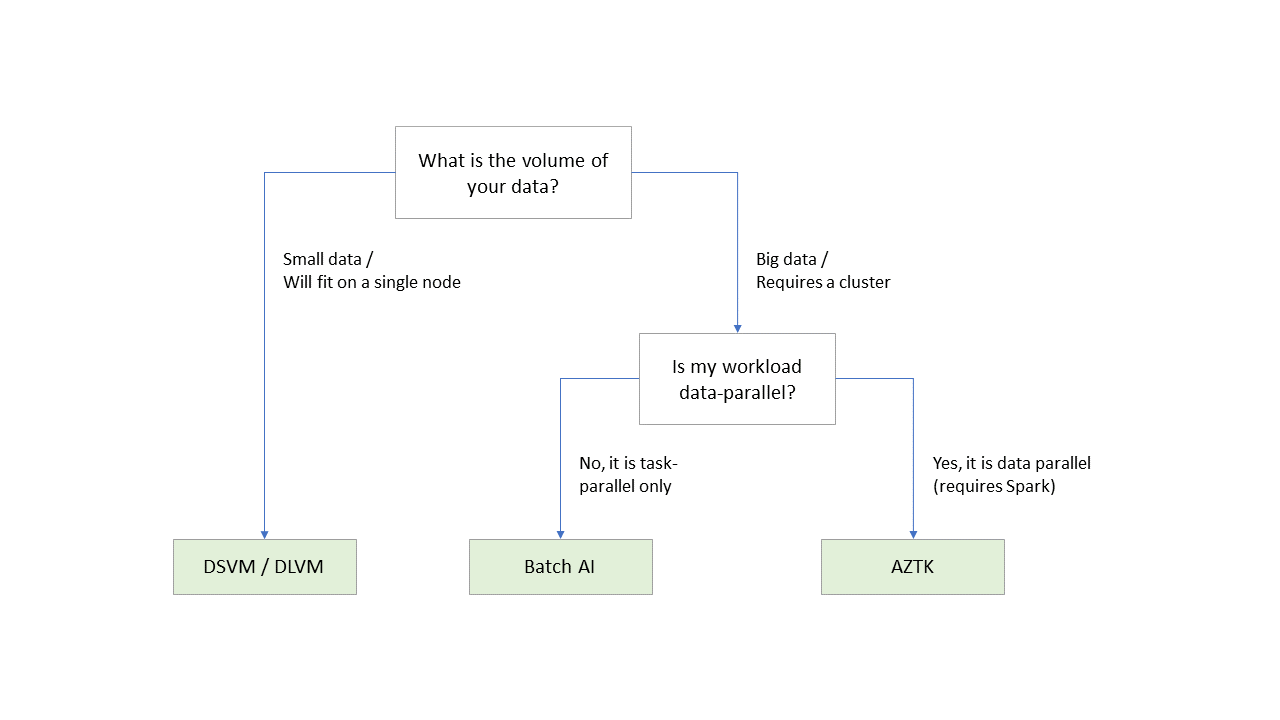 What is the volume of
your data?
Small data /
Will fit on a single node
Big data /
Requires a cluster
Is my workload
data-parallel?
No, it is task-
parallel only
Yes, it is data parallel
(requires Spark)
DSVM / DLVM
Batch AI
AZTK